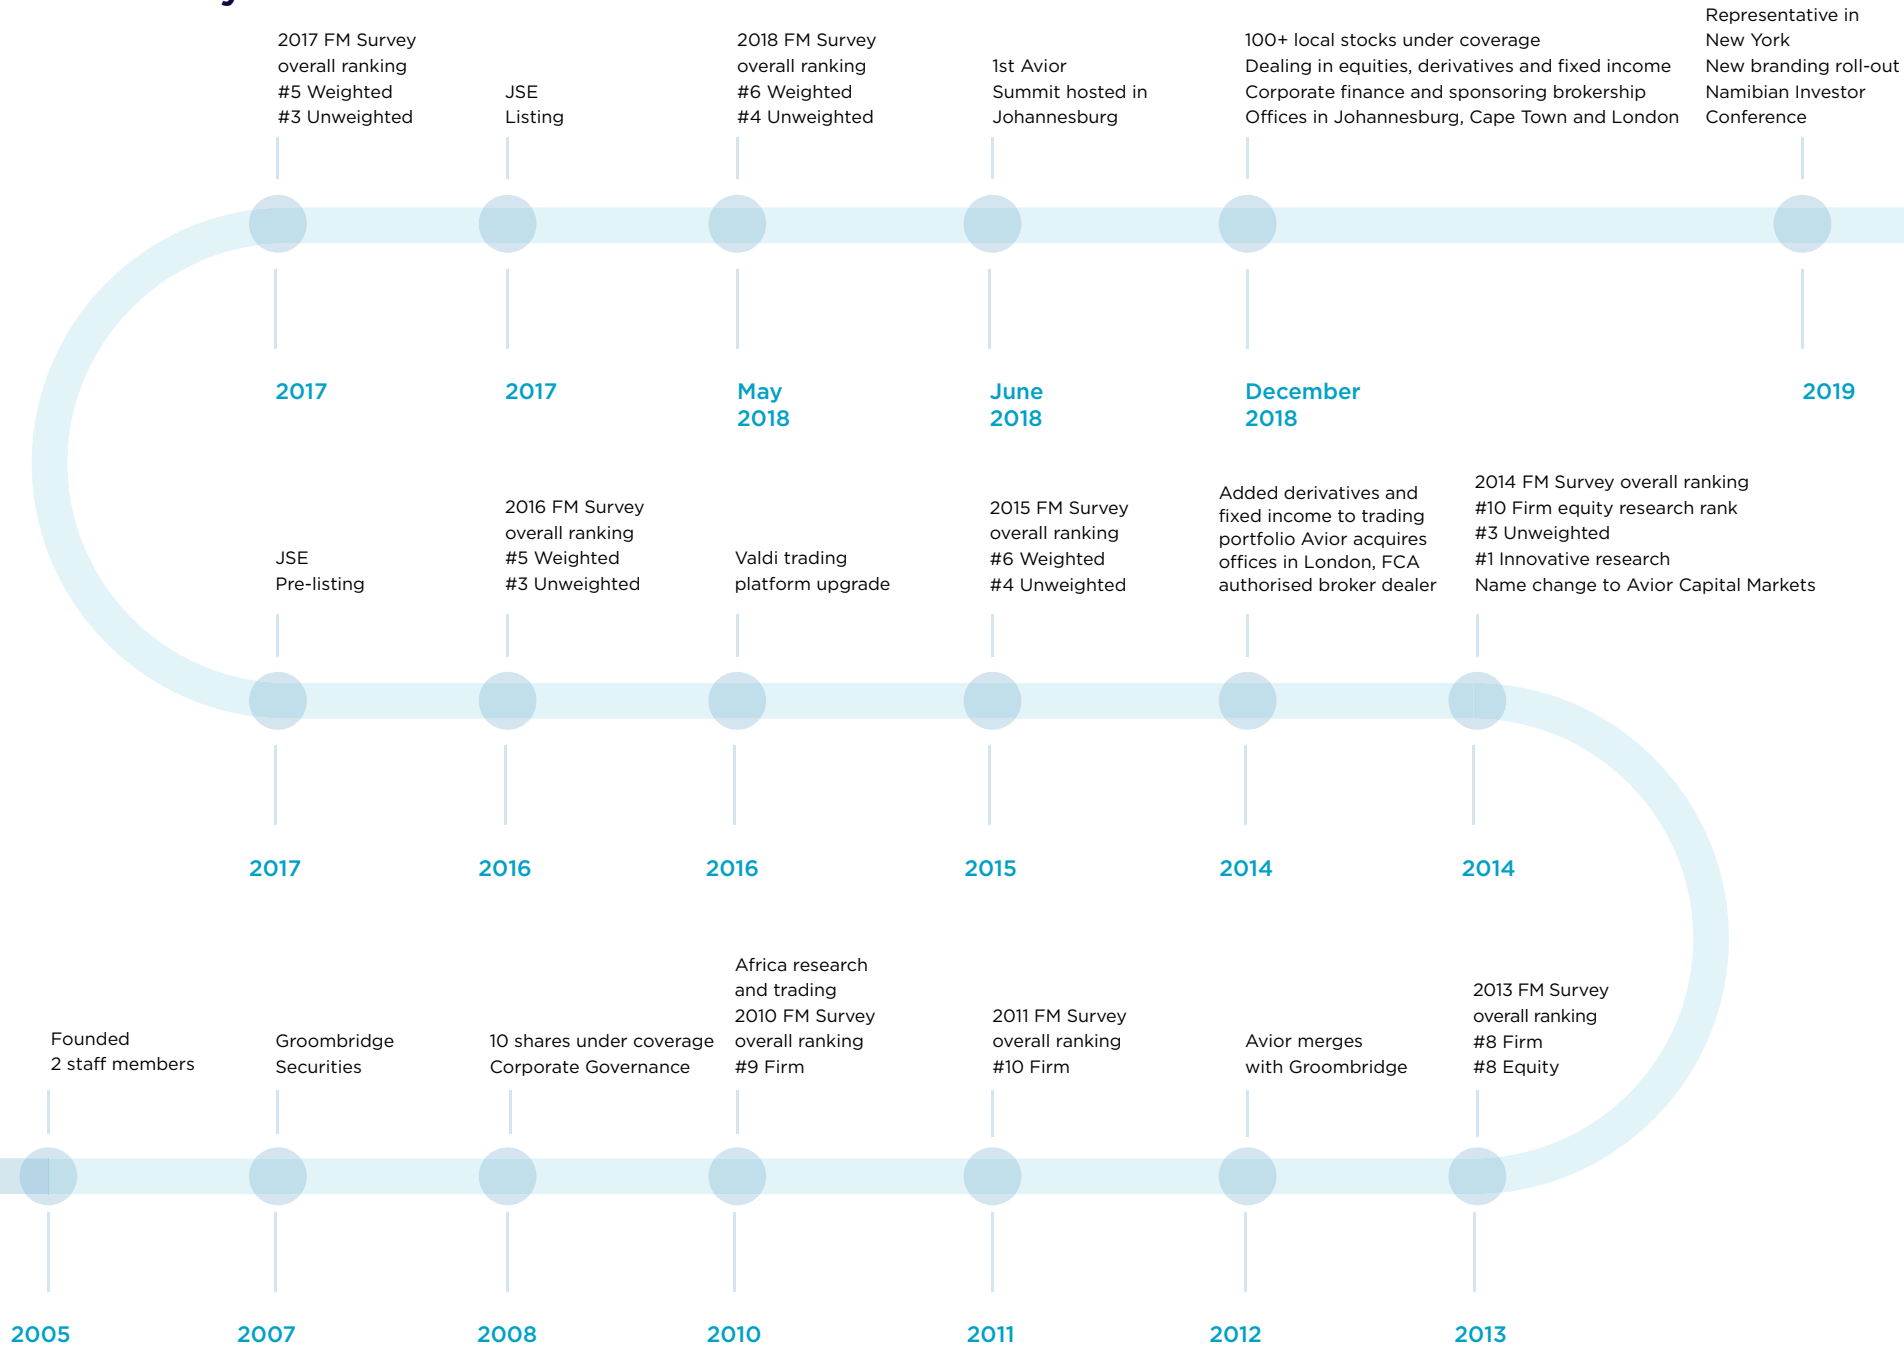 2017 FM Survey
overall ranking
#5 Weighted
#3 Unweighted
JSE
Listing
2018 FM Survey
overall ranking
#6 Weighted
#4 Unweighted
1st Avior
Summit hosted in
Johannesburg
100+ local stocks under coverage
Dealing in equities, derivatives and fixed income
Corporate finance and sponsoring brokership
Offices in Johannesburg, Cape Town and London
Representative in
New York
New branding roll-out
Namibian Investor
Conference
2017
2017
May
2018
June
2018
December
2018
2019
JSE
Pre-listing
2016 FM Survey
overall ranking
#5 Weighted
#3 Unweighted
Valdi trading
platform upgrade
2015 FM Survey
overall ranking
#6 Weighted
#4 Unweighted
Added derivatives and
fixed income to trading
portfolio Avior acquires
offices in London, FCA
authorised broker dealer
2014 FM Survey overall ranking
#10 Firm equity research rank
#3 Unweighted
#1 Innovative research
Name change to Avior Capital Markets
2017
2016
2016
2015
2014
2014
Founded
2 staff members
Groombridge
Securities
10 shares under coverage
Corporate Governance
Africa research
and trading
2010 FM Survey
overall ranking
#9 Firm
2011 FM Survey
overall ranking
#10 Firm
Avior merges
with Groombridge
2013 FM Survey
overall ranking
#8 Firm
#8 Equity
2005
2007
2008
2010
2011
2012
2013